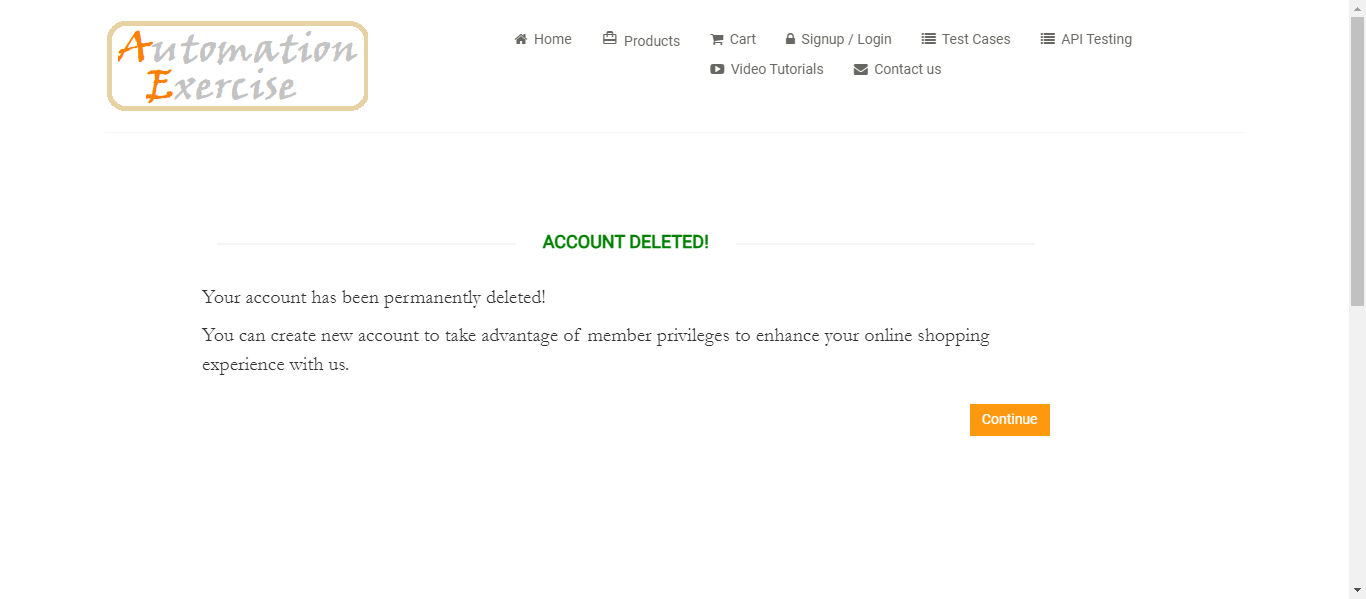 Automation
Exercise
Home Products Cart Signup / Login Test Cases API Testing
Video Tutorials Contact us
ACCOUNT DELETED!
Your account has been permanently deleted!
You can create new account to take advantage of member privileges to enhance your online shopping
experience with us.
Continue